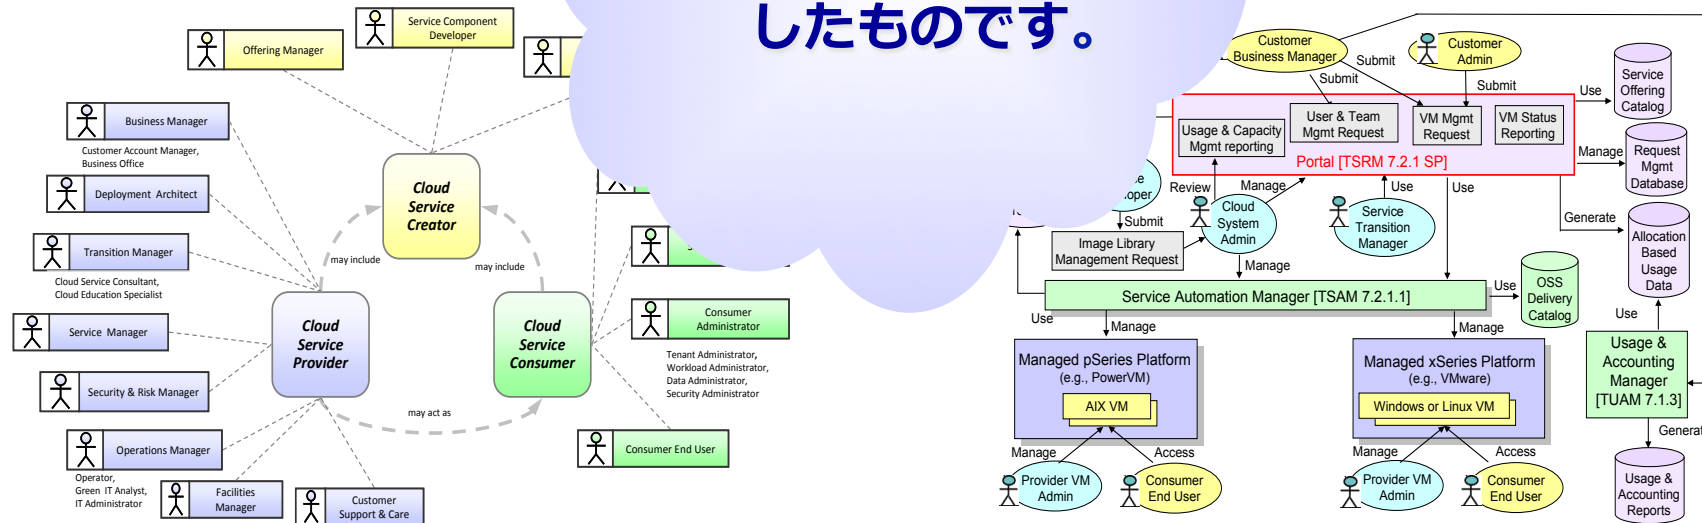 したものです。
Service Component
Developer
Offering Manager
Business Manager
Customer Account Manager,
Business Office
Deployment Architect
Transition Manager
Cloud Service Consultant,
Cloud Education Specialist
Service Manager
Security & Risk Manager
Operations Manager
Operator,
Green IT Analyst,
IT Administrator
Facilities
Manager
Customer
Support & Care
Cloud
Service
Creator
may include
may include
Cloud
Service
Provider
Cloud
Service
Consumer
may act as
Consumer
Administrator
Tenant Administrator,
Workload Administrator,
Data Administrator,
Security Administrator
Consumer End User
Customer
Business Manager
Submit
Submit
Customer
Admin
Submit
Use
Service
Offering
Catalog
Usage & Capacity
Mgmt reporting
User & Team
Mgmt Request
VM Mgmt
Request
VM Status
Reporting
Portal [TSRM 7.2.1 SP]
Manage
Request
Mgmt
Database
Review
Manage
Use
Use
Submit
Cloud
System
Admin
Service
Transition
Manager
Generate
Allocation
Based
Usage
Data
Image Library
Management Request
Manage
Service Automation Manager [TSAM 7.2.1.1]
Use
OSS
Delivery
Catalog
Use
Manage
Manage
Use
Managed pSeries Platform
(e.g., PowerVM)
AIX VM
Managed xSeries Platform
(e.g., VMware)
Windows or Linux VM
Usage &
Accounting
Manager
[TUAM 7.1.3]
Manage
Access
Manage
Access
Provider VM
Admin
Consumer
End User
Provider VM
Admin
Consumer
End User
Usage &
Accounting
Reports